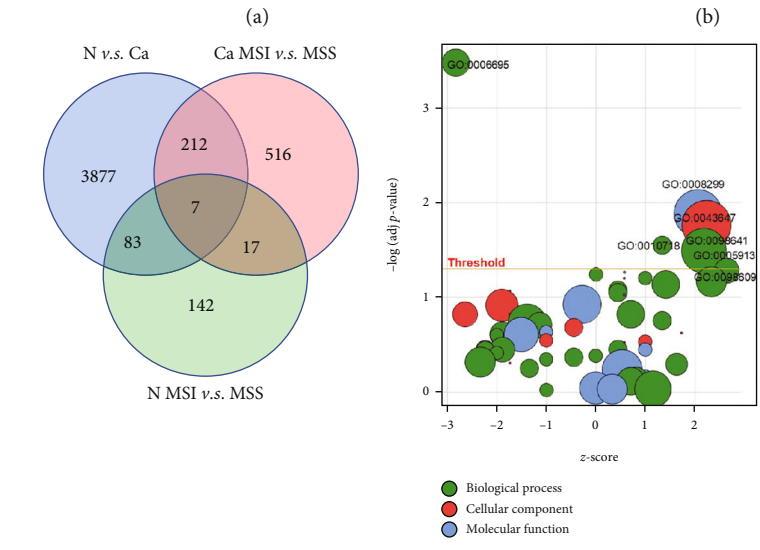 (a)
N v.s. Ca
Ca MSI v.s. MSS
3877
212
516
7
83
17
142
N MSI v.s. MSS
(b)
–log (adj p-value)
3
2
1
0
GO:0006695
GO:0008299
GO:0043647
GO:0010718
GO:0098641
GO:0005913
GO:0098609
Threshold
–3 –2 –1 0 1 2
z-score
Biological process
Cellular component
Molecular function